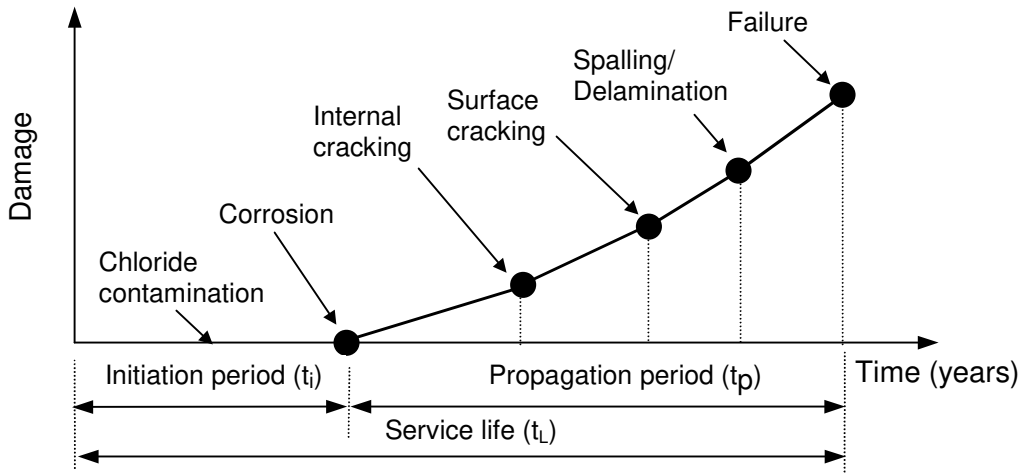 Failure
Spalling/
Delamination
Surface
cracking
Internal
cracking
Corrosion
Chloride
contamination
Damage
Initiation period (ti)
Propagation period (tp)
Time (years)
Service life (tL)